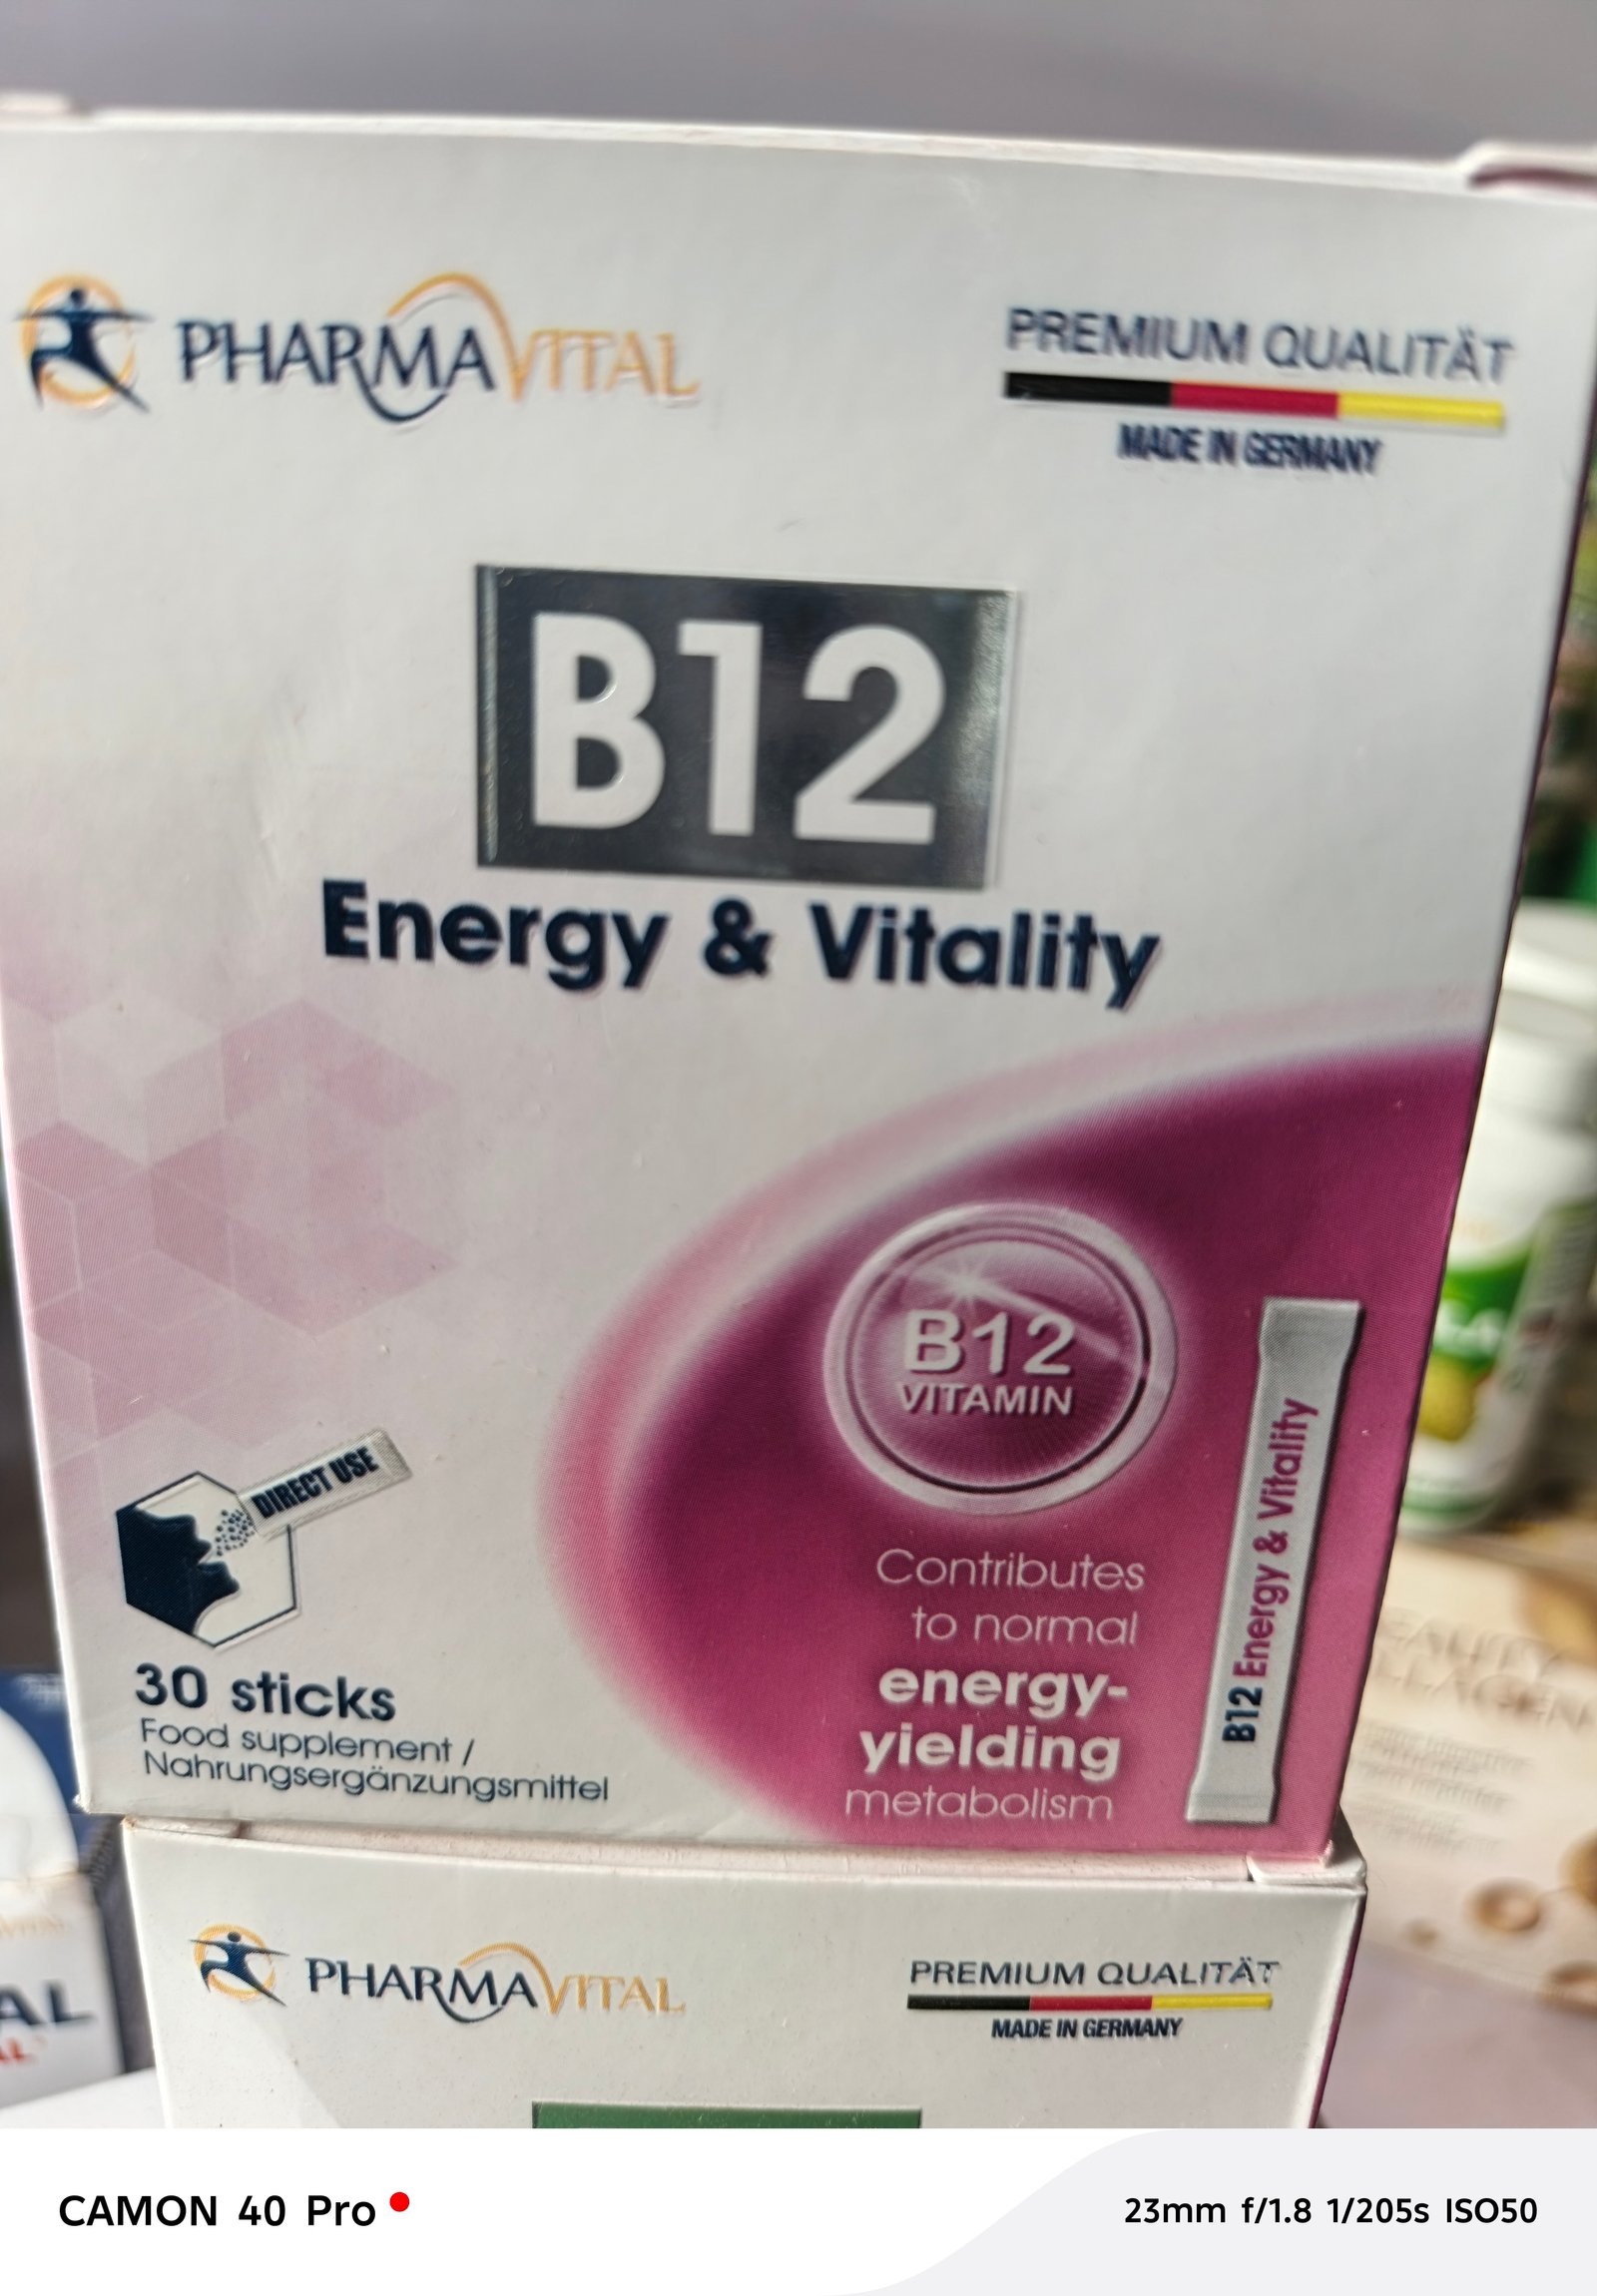 PHARMAVITAL
PREMIUM QUALITÄT
MADE IN GERMANY
B12
Energy & Vitality
B12
VITAMIN
DIRECT USE
30 sticks
Food supplement /
Nahrungsergänzungsmittel
Contributes
to normal
energy-
yielding
metabolism
B12 Energy & Vitality
PHARMAVITAL
PREMIUM QUALITÄT
MADE IN GERMANY
AL
CAMON 40 Pro
23mm f/1.8 1/205s ISO50